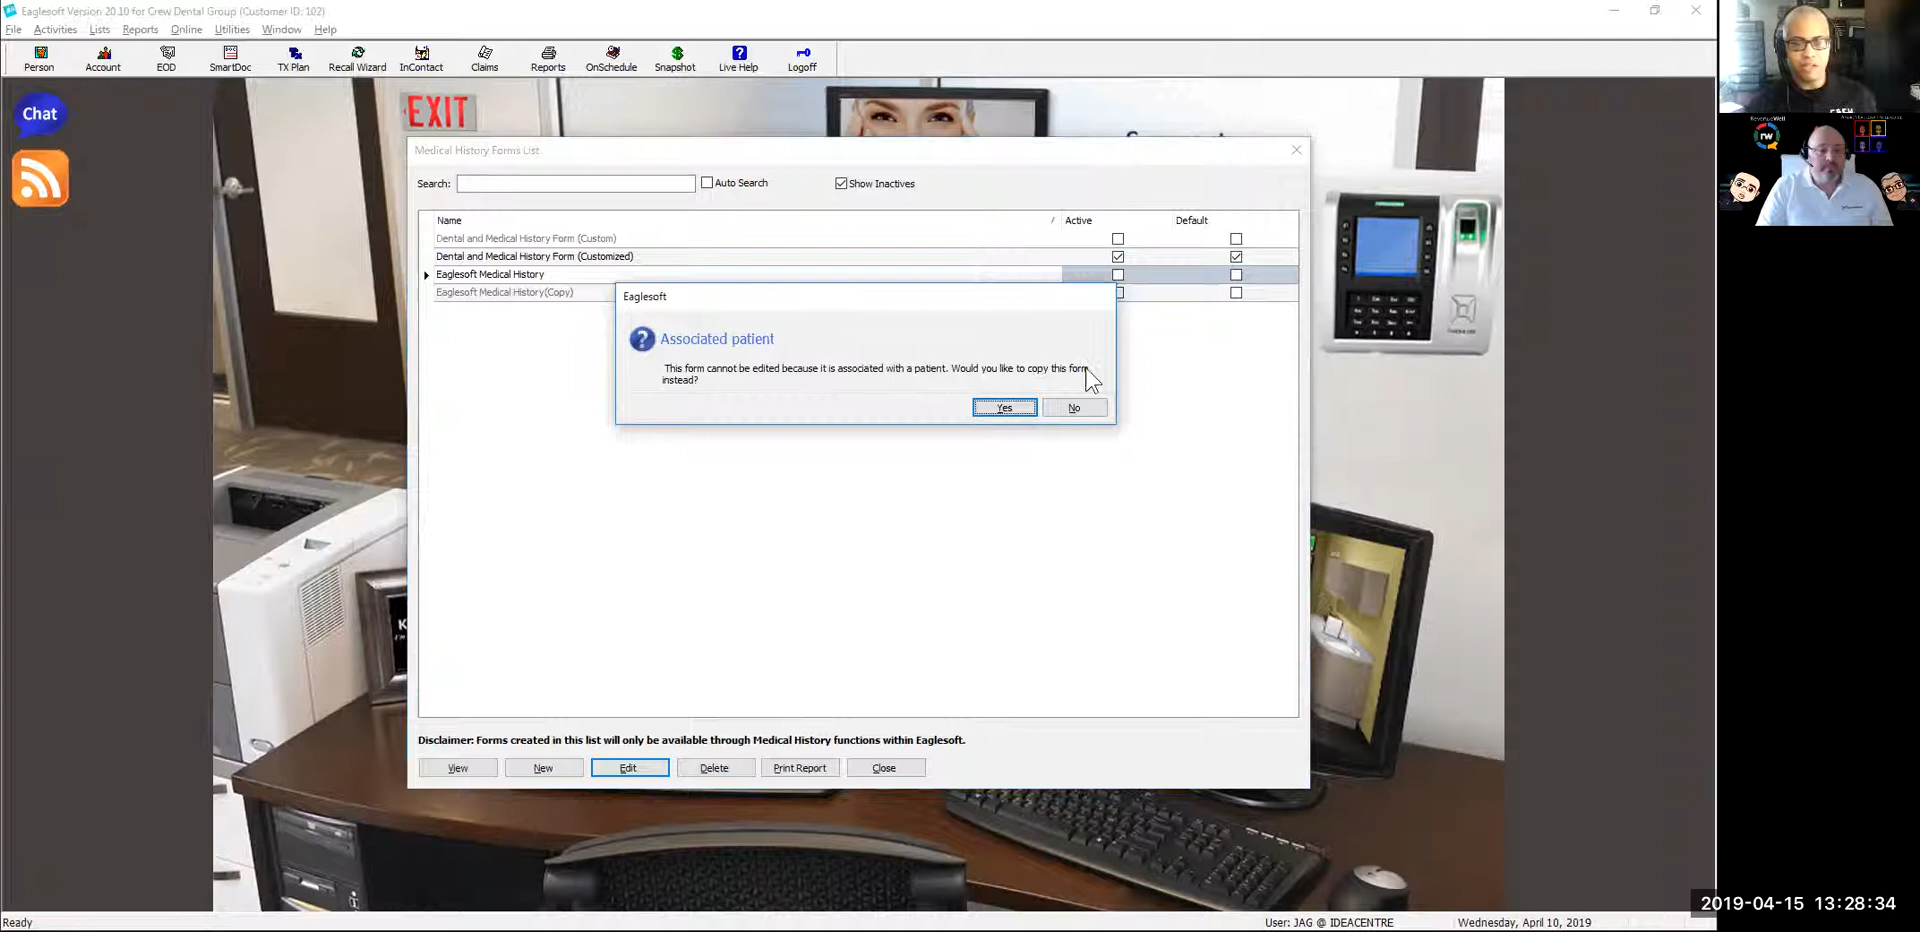 Eaglesoft Version 20.10 for Crew Dental Group (Customer ID: 102)
File Activities Lists Reports Online Utilities Window Help
Person Account EOD SmartDoc TX Plan Recall Wizard InContact Claims Reports OnSchedule Snapshot Live Help Logoff
Chat
EXIT
Medical History Forms List
Search: Auto Search Show Inactives
Name Active Default
Dental and Medical History Form (Custom)
Dental and Medical History Form (Customized)
Eaglesoft Medical History
Eaglesoft Medical History(Copy)
Eaglesoft
Associated patient
This form cannot be edited because it is associated with a patient. Would you like to copy this form
instead?
Yes No
Disclaimer: Forms created in this list will only be available through Medical History functions within Eaglesoft.
View New Edit Delete Print Report Close
RevenueWell
rw
2019-04-15 13:28:34
Ready User: JAG @ IDEACENTRE Wednesday, April 10, 2019